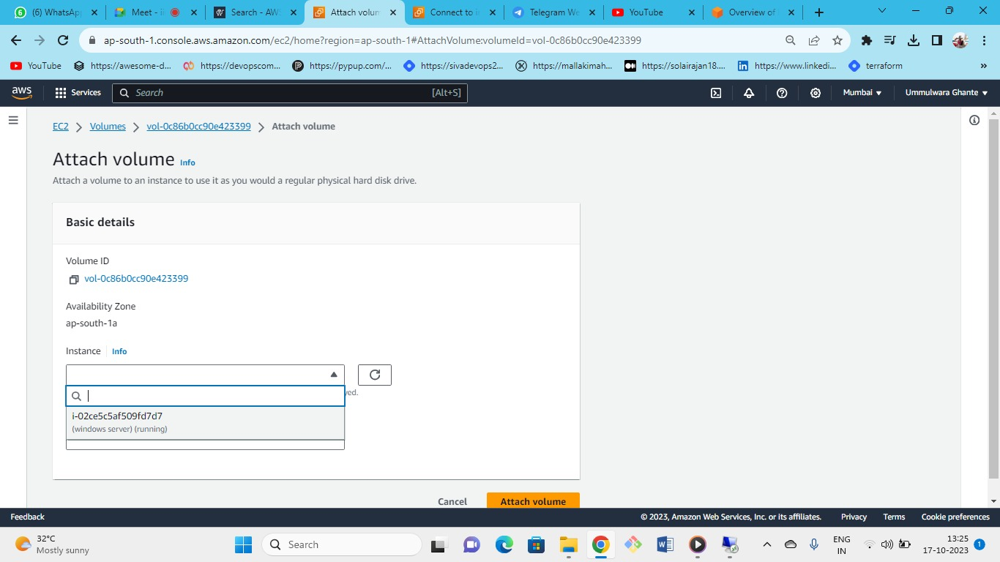 (6) WhatsApp
Meet - ii
Search - AWS
Attach volum
Connect to i
Telegram We
YouTube
Overview of
ap-south-1.console.aws.amazon.com/ec2/home?region=ap-south-1#AttachVolume:volumeId=vol-0c86b0cc90e423399
YouTube
https://awesome-d...
https://devopscom...
https://pypup.com/...
https://sivadevops2...
https://mallakimah...
https://solairajan18....
https://www.linkedi...
terraform
»
aws
Services
Search
[Alt+S]
Mumbai
Ummulwara Ghante
EC2 > Volumes > vol-0c86b0cc90e423399 > Attach volume
Attach volume Info
Attach a volume to an instance to use it as you would a regular physical hard disk drive.
Basic details
Volume ID
vol-0c86b0cc90e423399
Availability Zone
ap-south-1a
Instance Info
ved.
i-02ce5c5af509fd7d7
(windows server) (running)
Cancel
Attach volume
Feedback
© 2023, Amazon Web Services, Inc. or its affiliates.
Privacy
Terms
Cookie preferences
32°C
Mostly sunny
Search
ENG
IN
13:25
17-10-2023
1